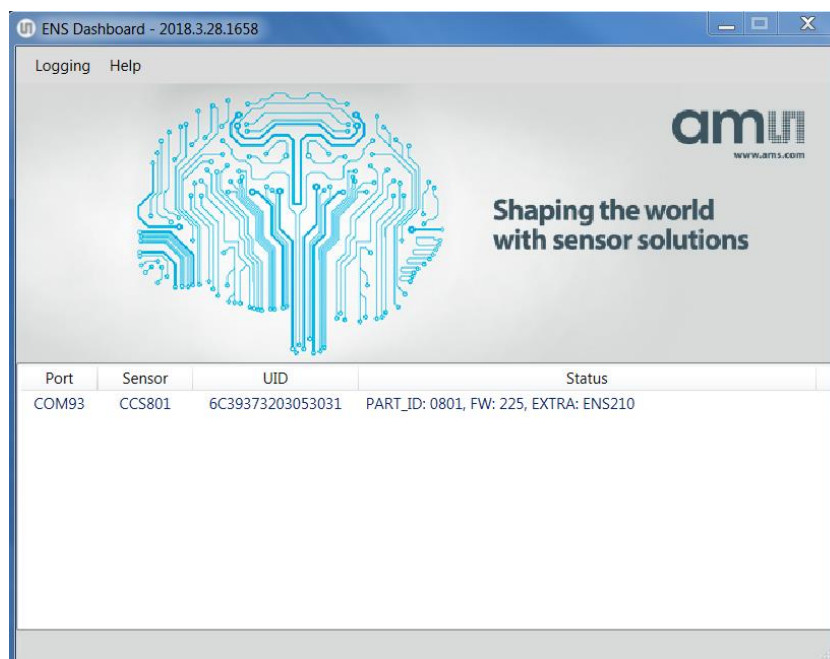 ENS Dashboard - 2018.3.28.1658
Logging Help
amu
www.ams.com
Shaping the world
with sensor solutions
Port Sensor UID Status
COM93 CCS801 6C39373203053031 PART_ID: 0801, FW: 225, EXTRA: ENS210